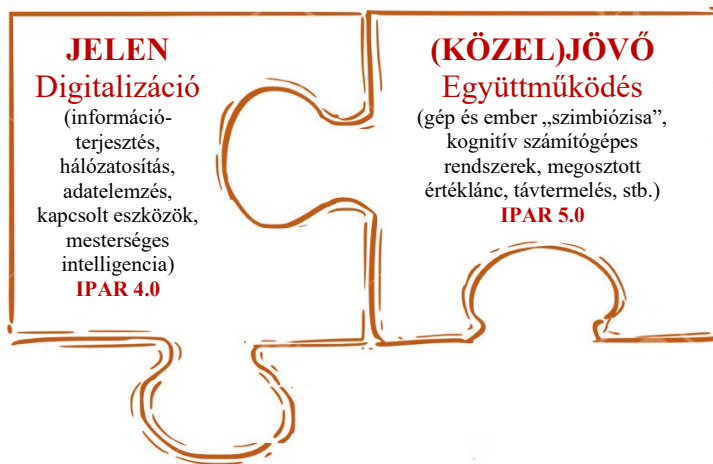 JELEN
Digitalizáció
(információ-
terjesztés,
hálózatosítás,
adatelemzés,
kapcsolt eszközök,
mesterséges
intelligencia)
IPAR 4.0
(KÖZEL)JÖVŐ
Együttműködés
(gép és ember „szimbiózisa”,
kognitív számítógépes
rendszerek, megosztott
értéklánc, távtermelés, stb.)
IPAR 5.0